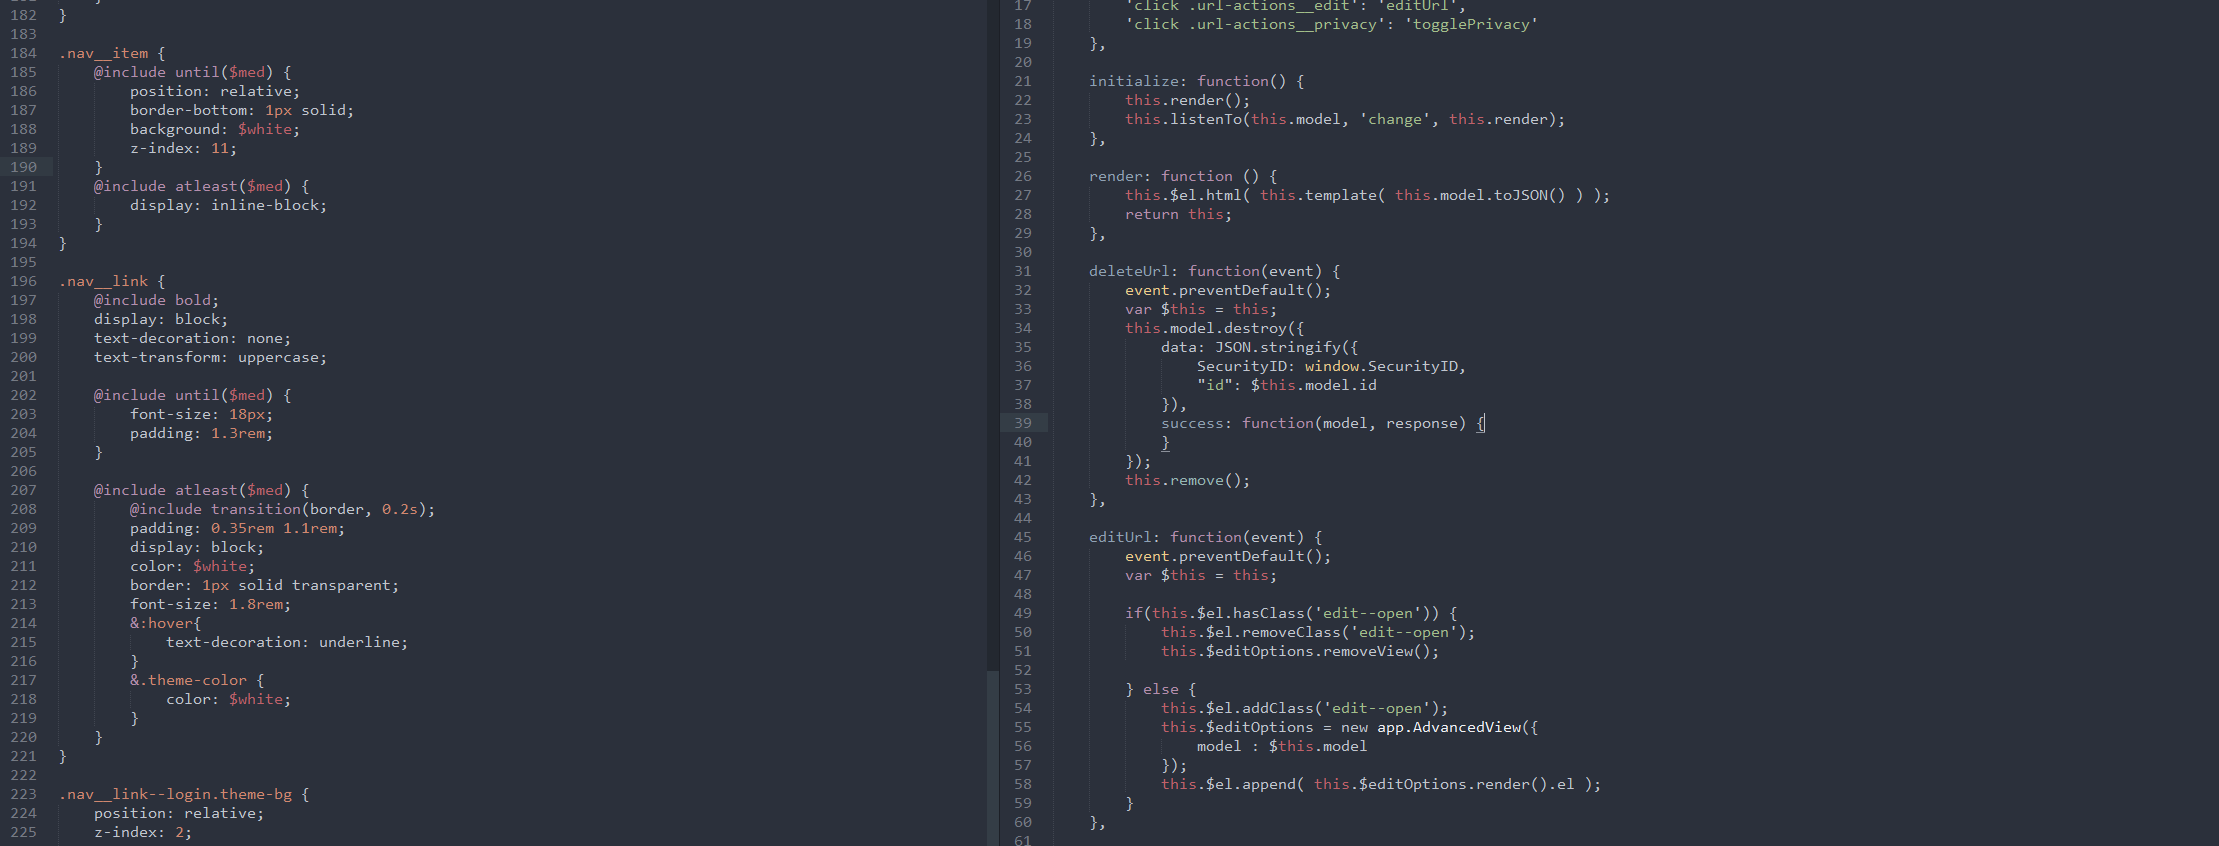 182 }
183
184 .nav__item {
185 @include until($med) {
186 position: relative;
187 border-bottom: 1px solid;
188 background: $white;
189 z-index: 11;
190 }
191 @include atleast($med) {
192 display: inline-block;
193 }
194 }
195
196 .nav__link {
197 @include bold;
198 display: block;
199 text-decoration: none;
200 text-transform: uppercase;
201
202 @include until($med) {
203 font-size: 18px;
204 padding: 1.3rem;
205 }
206
207 @include atleast($med) {
208 @include transition(border, 0.2s);
209 padding: 0.35rem 1.1rem;
210 display: block;
211 color: $white;
212 border: 1px solid transparent;
213 font-size: 1.8rem;
214 &:hover{
215 text-decoration: underline;
216 }
217 &.theme-color {
218 color: $white;
219 }
220 }
221 }
222
223 .nav__link--login.theme-bg {
224 position: relative;
225 z-index: 2;
17 'click .url-actions__edit': 'editUrl',
18 'click .url-actions__privacy': 'togglePrivacy'
19 },
20
21 initialize: function() {
22 this.render();
23 this.listenTo(this.model, 'change', this.render);
24 },
25
26 render: function () {
27 this.$el.html( this.template( this.model.toJSON() ) );
28 return this;
29 },
30
31 deleteUrl: function(event) {
32 event.preventDefault();
33 var $this = this;
34 this.model.destroy({
35 data: JSON.stringify({
36 SecurityID: window.SecurityID,
37 "id": $this.model.id
38 }),
39 success: function(model, response) {
40 }
41 });
42 this.remove();
43 },
44
45 editUrl: function(event) {
46 event.preventDefault();
47 var $this = this;
48
49 if(this.$el.hasClass('edit--open')) {
50 this.$el.removeClass('edit--open');
51 this.$editOptions.removeView();
52
53 } else {
54 this.$el.addClass('edit--open');
55 this.$editOptions = new app.AdvancedView({
56 model : $this.model
57 });
58 this.$el.append( this.$editOptions.render().el );
59 }
60 },
61